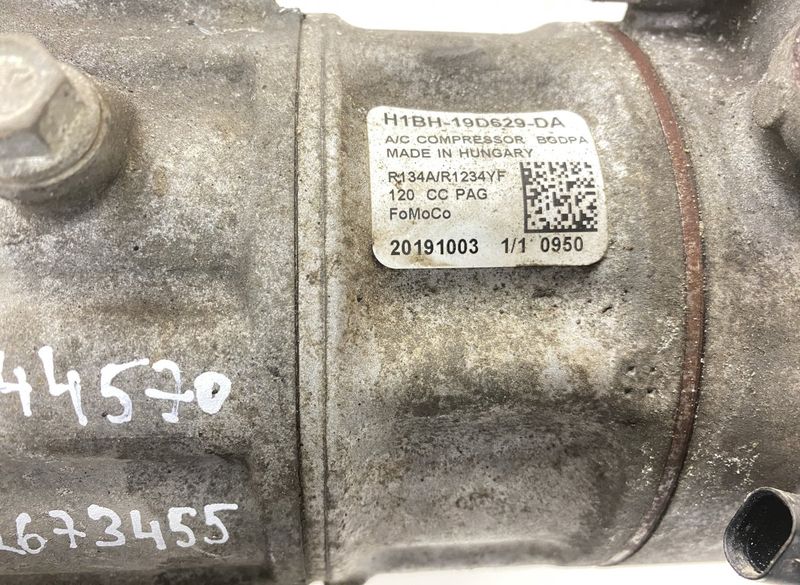 H1BH-19D629-DA
A/C COMPRESSOR BGDPA
MADE IN HUNGARY
R134A/R1234YF
120 CC PAG
FoMoCo
20191003 1/1 0950
44570
673455